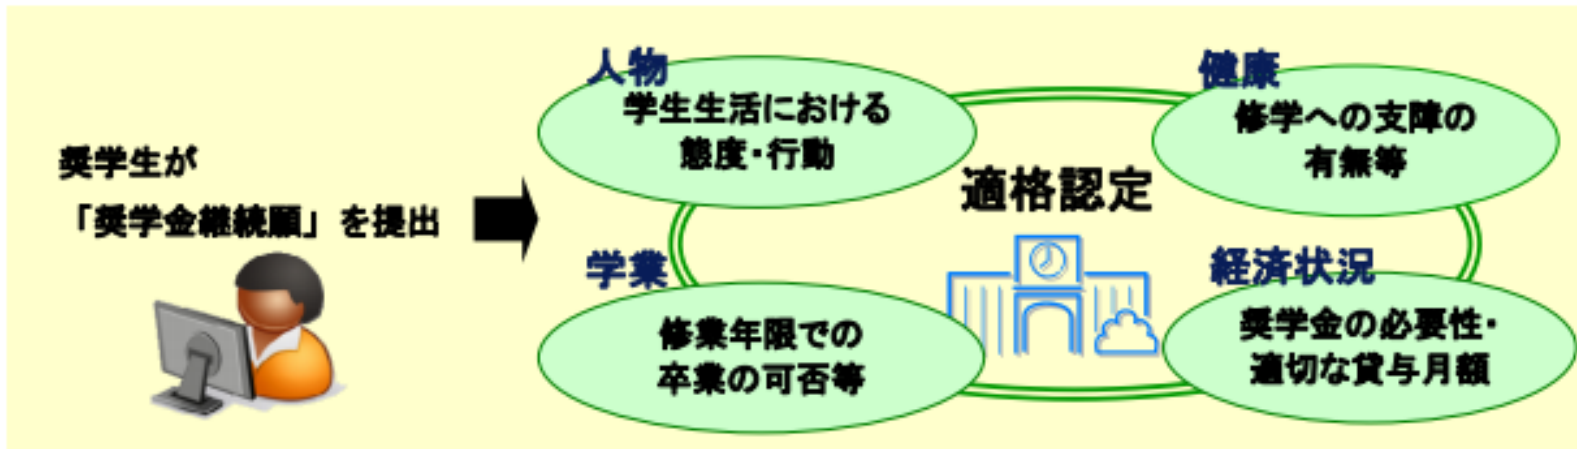 奨学生が
「奨学金継続願」を提出
人物
学生生活における
態度・行動
健康
修学への支障の
有無等
適格認定
学業
修業年限での
卒業の可否等
経済状況
奨学金の必要性・
適切な貸与月額